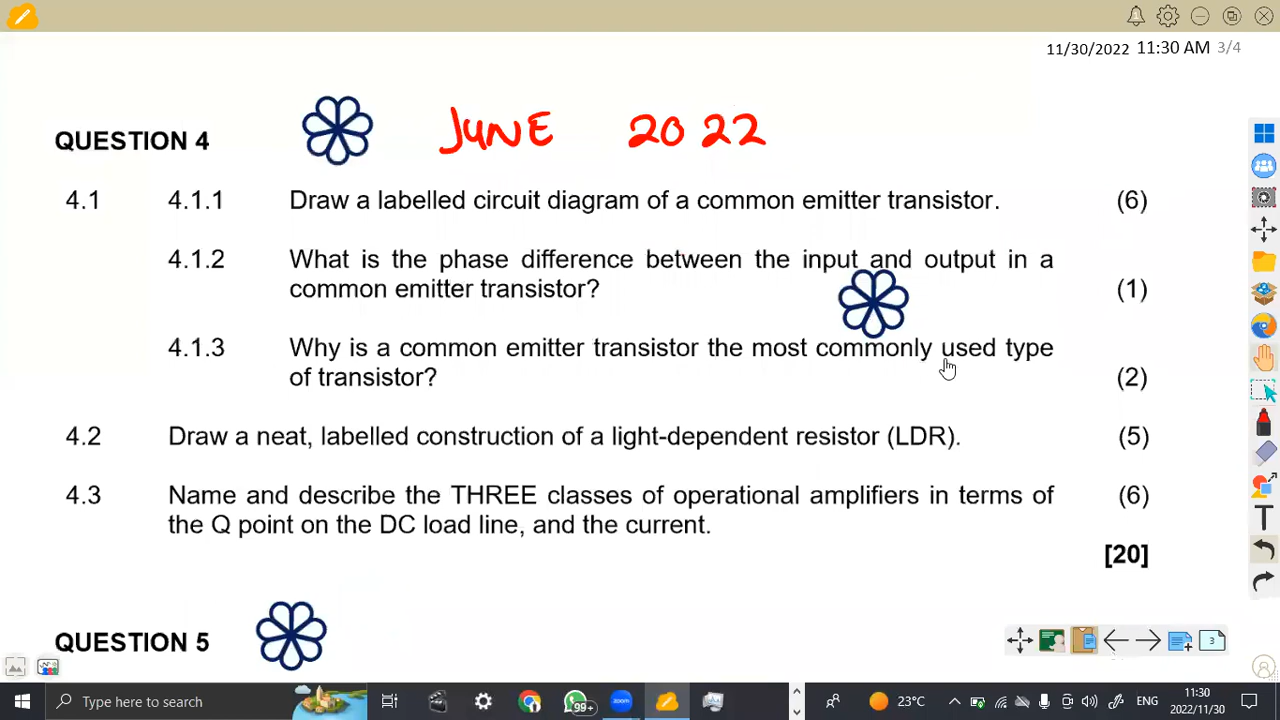 11/30/2022 11:30 AM 3/4
QUESTION 4 JUNE 2022
4.1 4.1.1 Draw a labelled circuit diagram of a common emitter transistor. (6)
4.1.2 What is the phase difference between the input and output in a
common emitter transistor? (1)
4.1.3 Why is a common emitter transistor the most commonly used type
of transistor? (2)
4.2 Draw a neat, labelled construction of a light-dependent resistor (LDR). (5)
4.3 Name and describe the THREE classes of operational amplifiers in terms of (6)
the Q point on the DC load line, and the current.
[20]
QUESTION 5
3
Type here to search
99+
zoom
23°C
ENG
11:30
2022/11/30